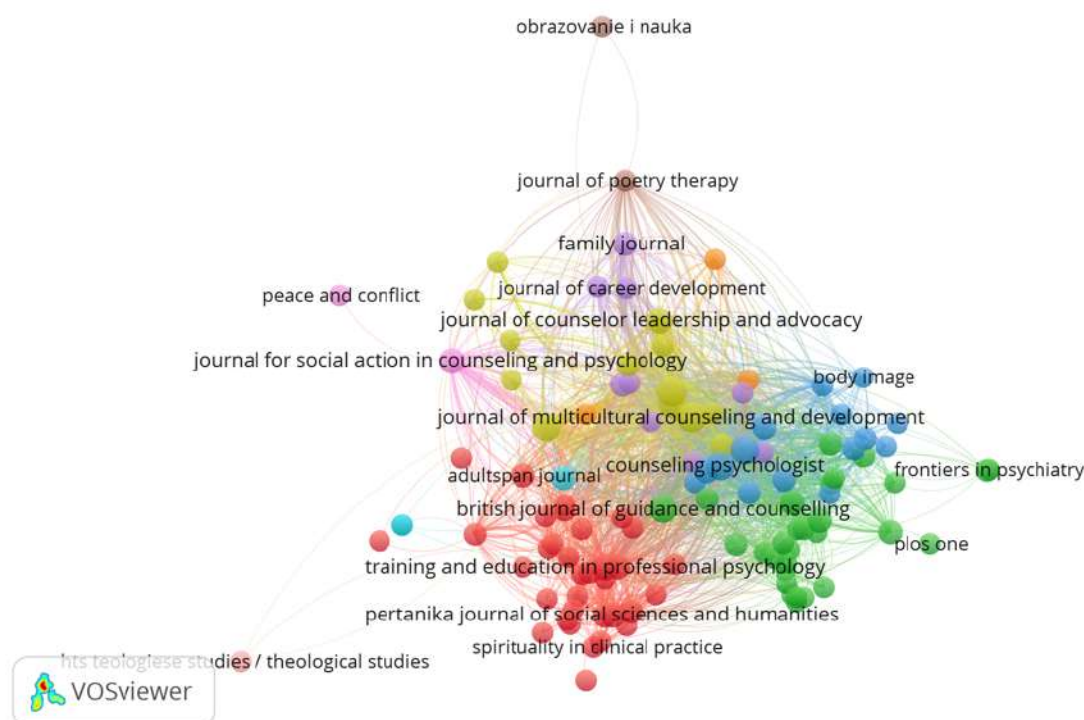 obrazovanie i nauka
journal of poetry therapy
family journal
journal of career development
peace and conflict
journal of counselor leadership and advocacy
journal for social action in counseling and psychology
body image
journal of multicultural counseling and development
counseling psychologist
frontiers in psychiatry
adultspan journal
british journal of guidance and counselling
plos one
training and education in professional psychology
pertanika journal of social sciences and humanities
spirituality in clinical practice
hts teologiese studies / theological studies
VOSviewer